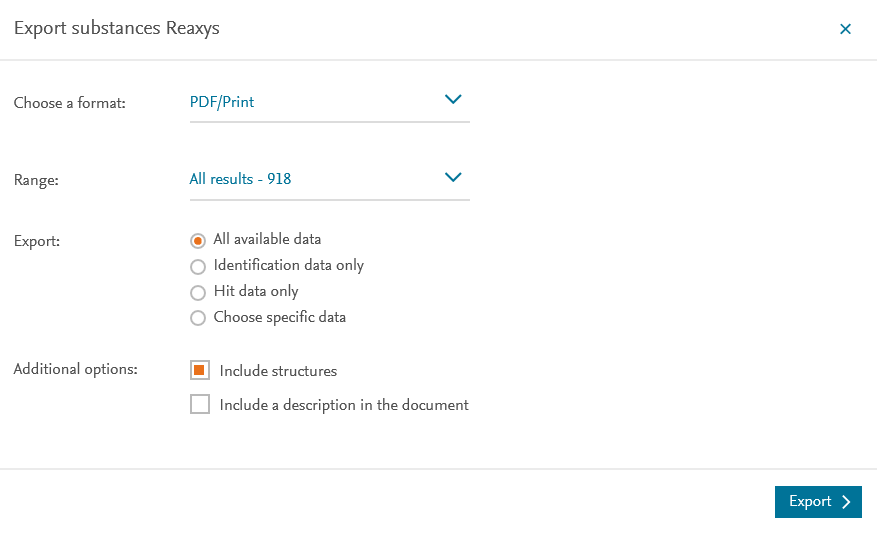 Export substances Reaxys
Choose a format:
PDF/Print
Range:
All results - 918
Export:
All available data
Identification data only
Hit data only
Choose specific data
Additional options:
Include structures
Include a description in the document
Export